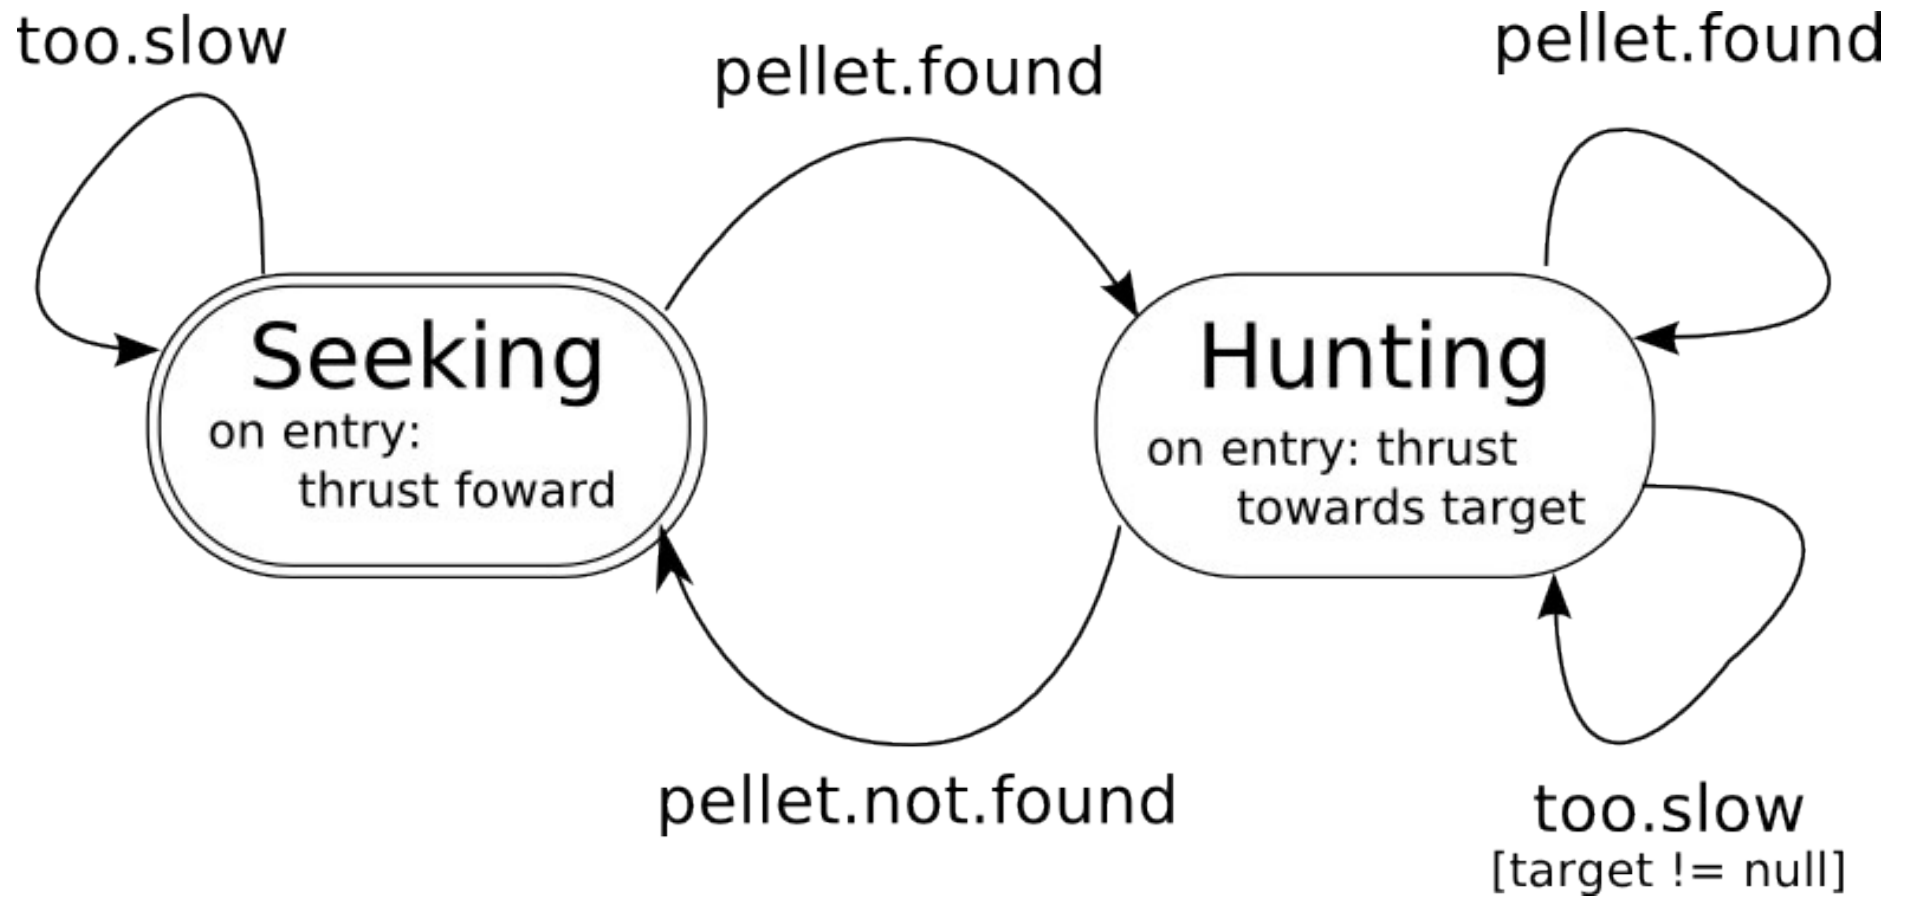 too.slow
pellet.found
pellet.found
Seeking
on entry:
thrust foward
Hunting
on entry: thrust
towards target
pellet.not.found
too.slow
[target != null]